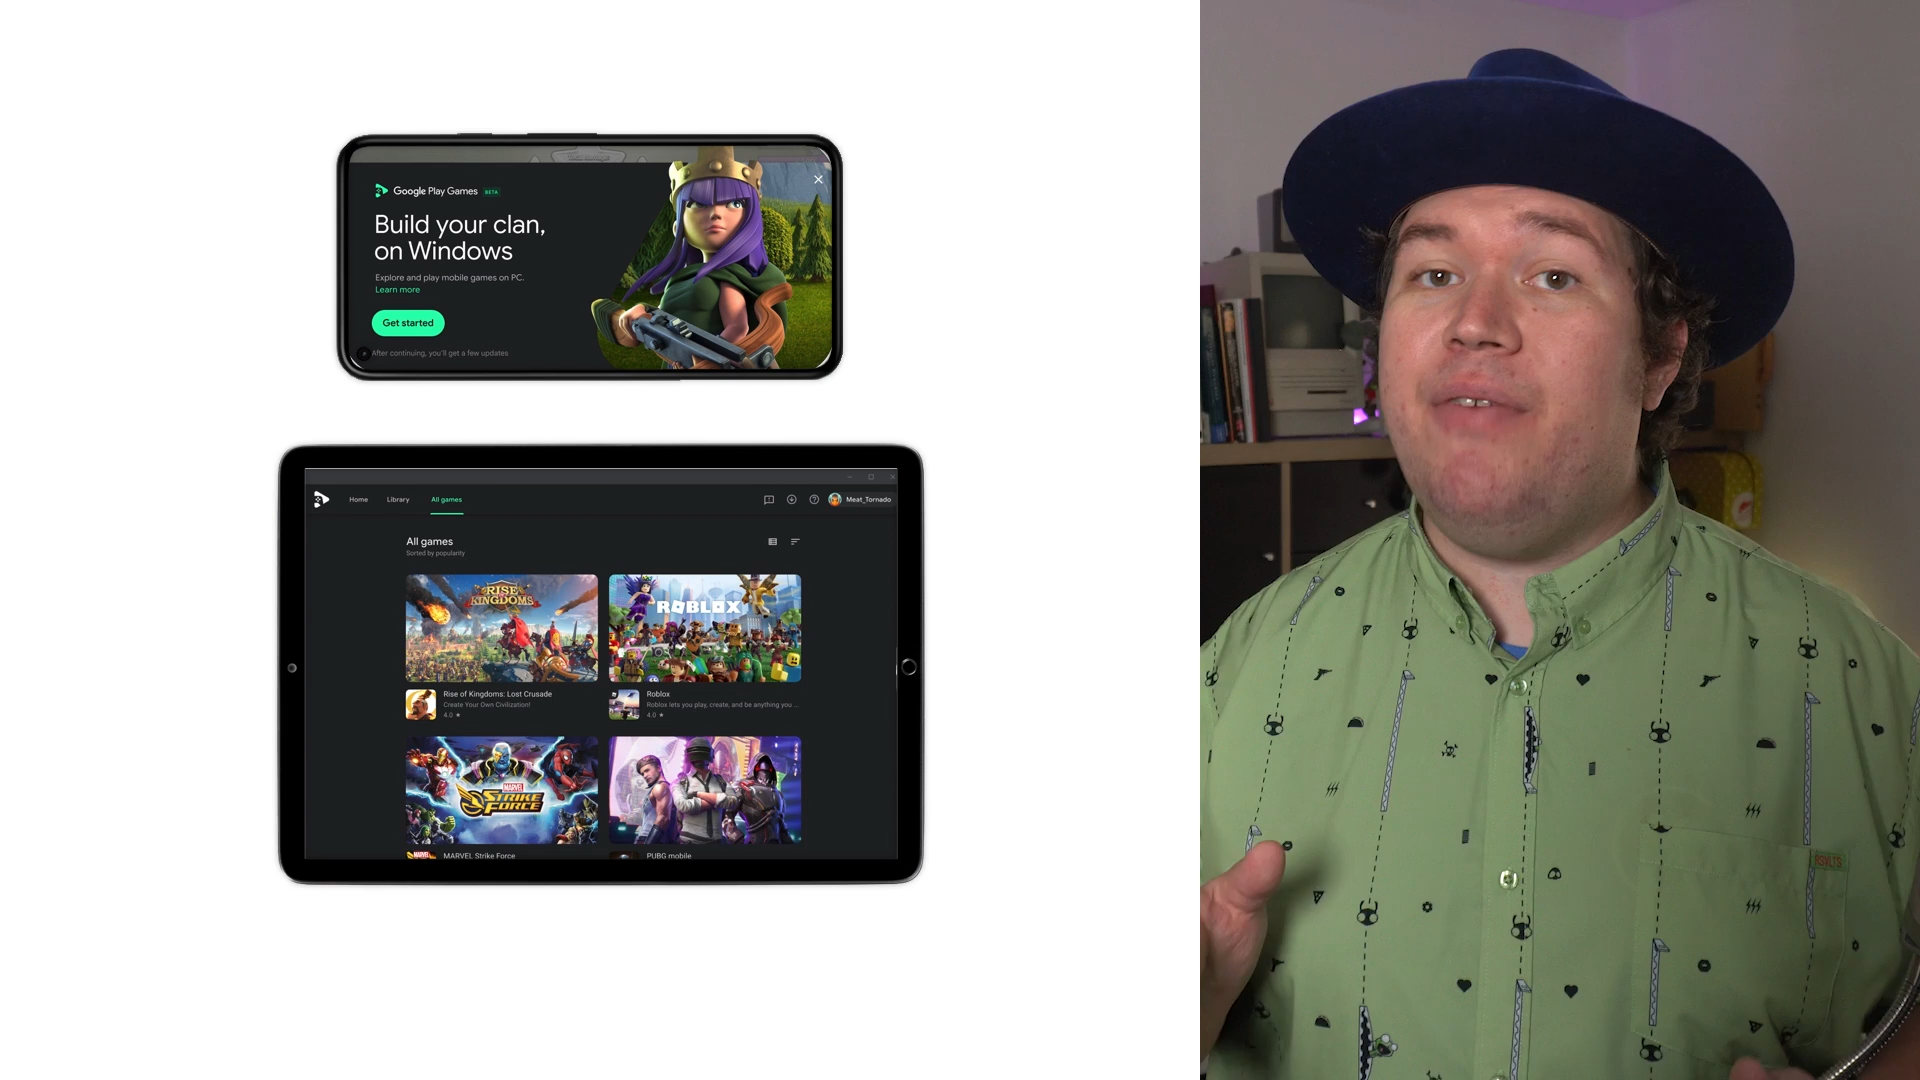 Google Play Games BETA
Build your clan,
on Windows
Explore and play mobile games on PC.
Learn more
Get started
After continuing, you'll get a few updates
Home Library All games Meat_Tornado
All games
Sorted by popularity
RISE OF KINGDOMS
ROBLOX
Rise of Kingdoms: Lost Crusade
Create Your Own Civilization!
4.0 ★
Roblox
Roblox lets you play, create, and be anything you ...
4.0 ★
MARVEL
STRIKE
FORCE
MARVEL Strike Force
PUBG mobile
RSVLTS